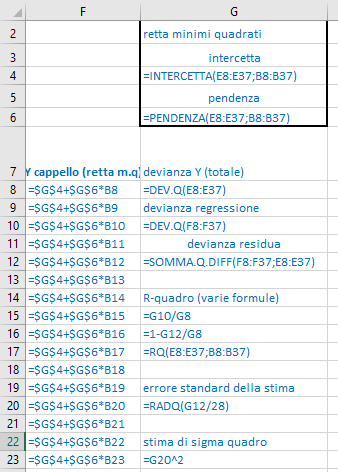 F G
2 retta minimi quadrati
3 intercetta
4 =INTERCETTA(E8:E37;B8:B37)
5 pendenza
6 =PENDENZA(E8:E37;B8:B37)
7 Y cappello (retta m.q) devianza Y (totale)
8 =$G$4+$G$6*B8 =DEV.Q(E8:E37)
9 =$G$4+$G$6*B9 devianza regressione
10 =$G$4+$G$6*B10 =DEV.Q(F8:F37)
11 =$G$4+$G$6*B11 devianza residua
12 =$G$4+$G$6*B12 =SOMMA.Q.DIFF(F8:F37;E8:E37)
13 =$G$4+$G$6*B13
14 =$G$4+$G$6*B14 R-quadro (varie formule)
15 =$G$4+$G$6*B15 =G10/G8
16 =$G$4+$G$6*B16 =1-G12/G8
17 =$G$4+$G$6*B17 =RQ(E8:E37;B8:B37)
18 =$G$4+$G$6*B18
19 =$G$4+$G$6*B19 errore standard della stima
20 =$G$4+$G$6*B20 =RADQ(G12/28)
21 =$G$4+$G$6*B21
22 =$G$4+$G$6*B22 stima di sigma quadro
23 =$G$4+$G$6*B23 =G20^2